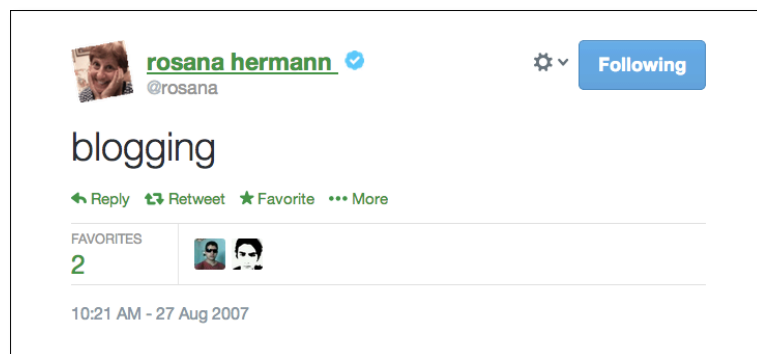 rosana hermann
@rosana
Following
blogging
Reply Retweet Favorite More
FAVORITES
2
10:21 AM - 27 Aug 2007